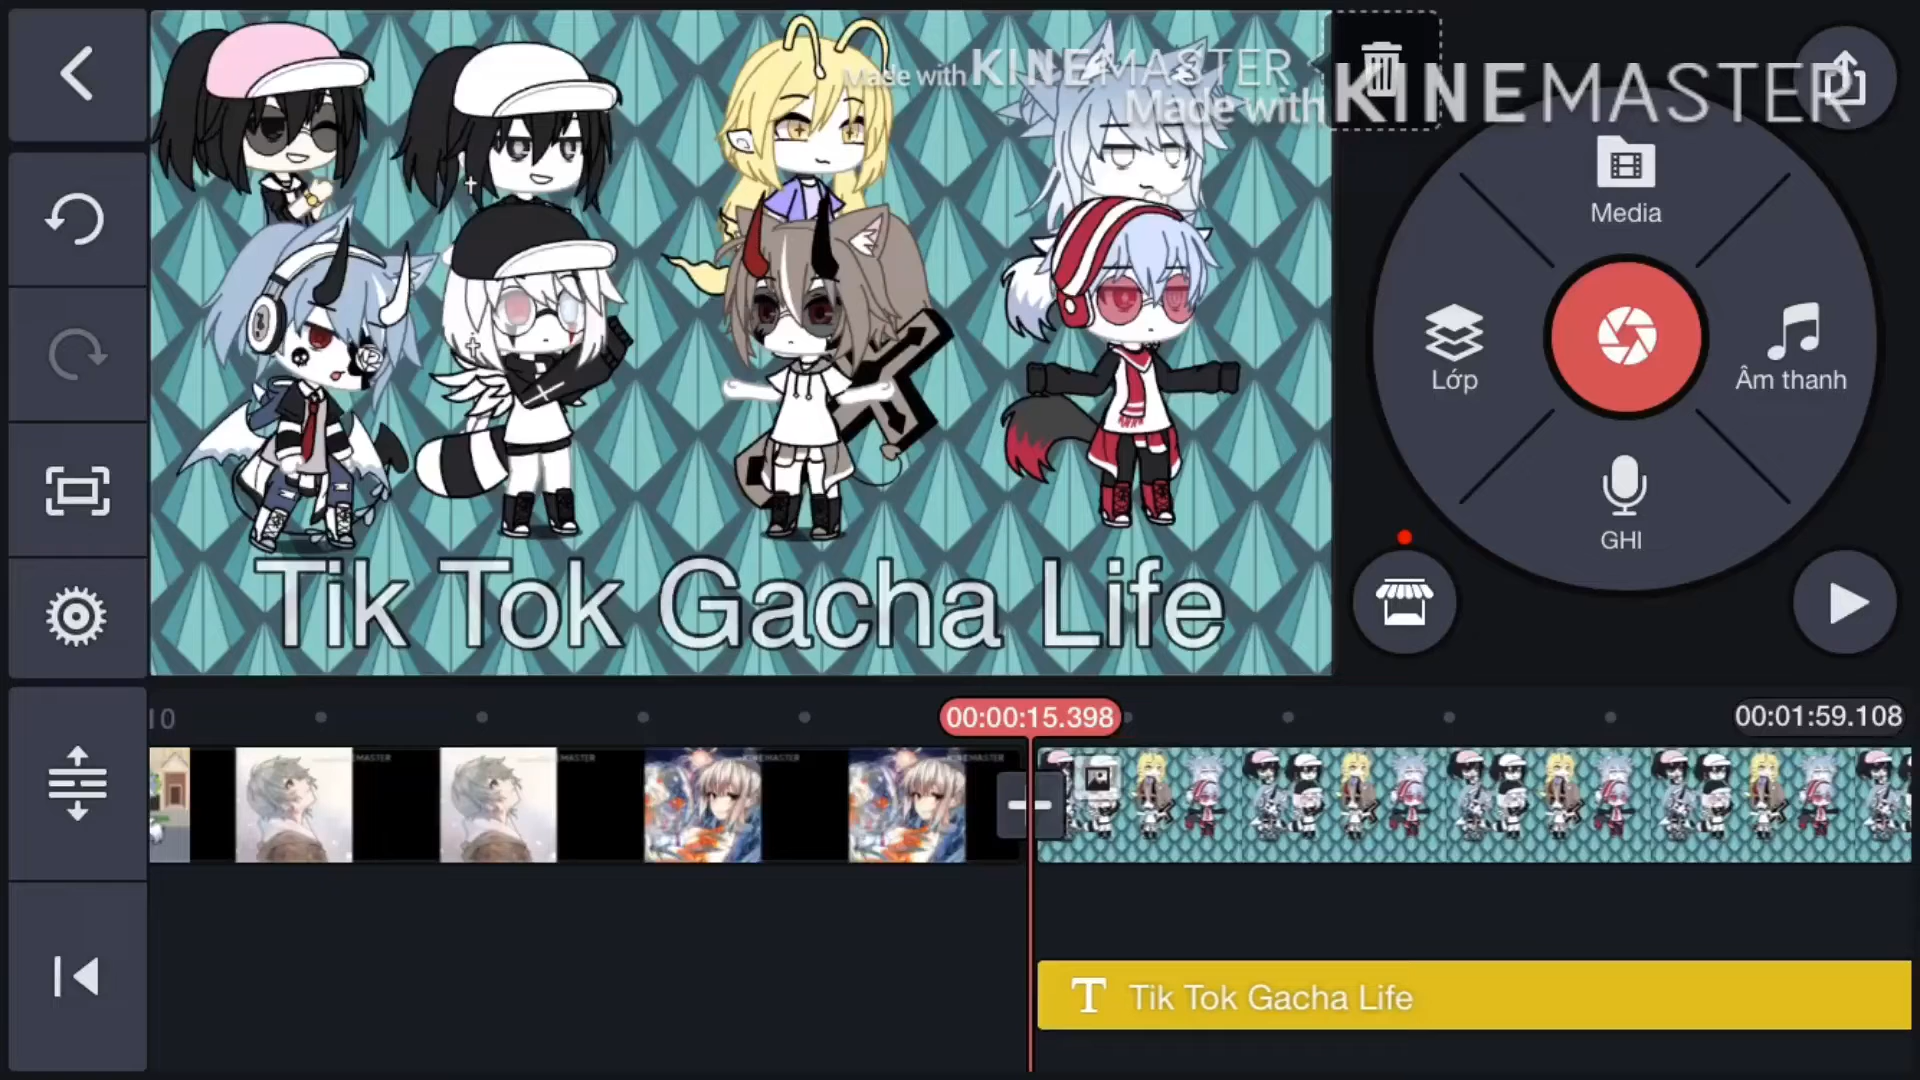 Made with KINEMASTER
Made with KINEMASTER
Media
Lớp
Âm thanh
GHI
Tik Tok Gacha Life
10
00:00:15.398
00:01:59.108
Tik Tok Gacha Life